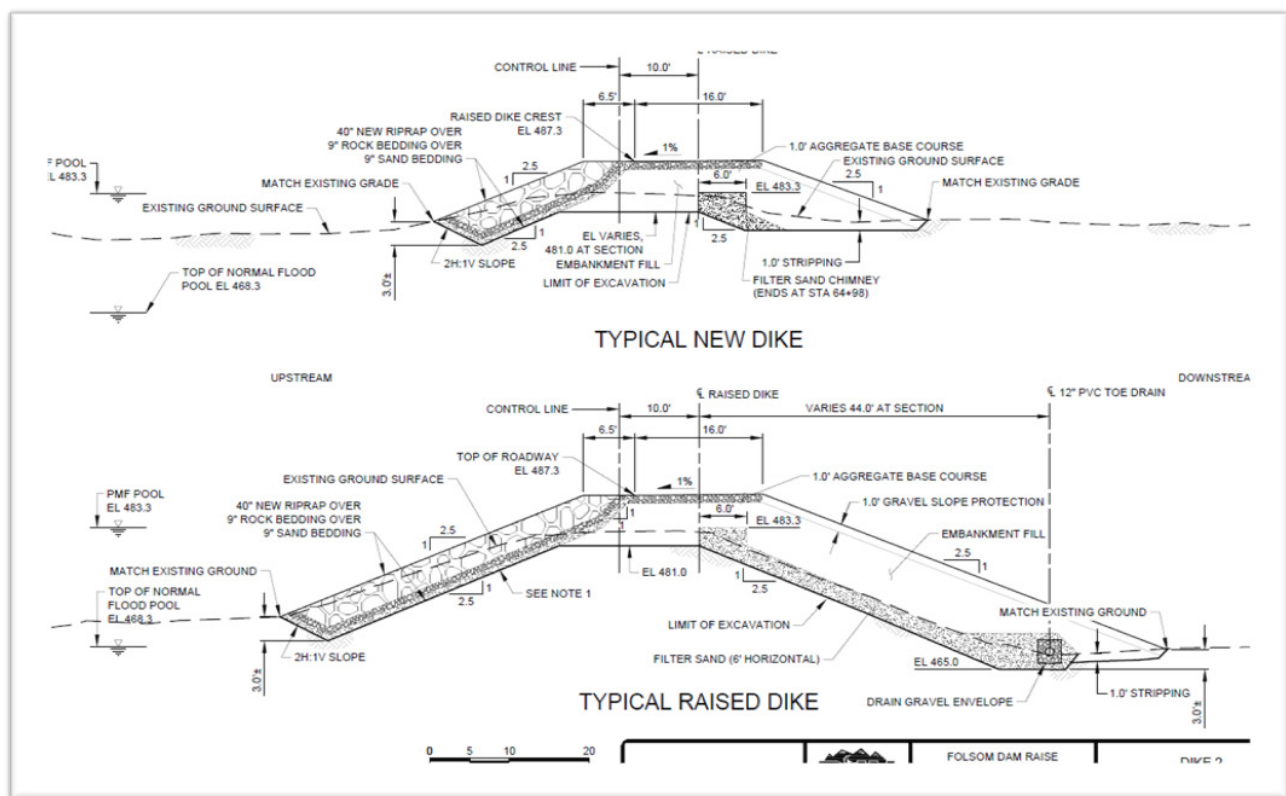 CONTROL LINE
10.0'
6.5'
16.0'
RAISED DIKE CREST
EL 487.3
40" NEW RIPRAP OVER
9" ROCK BEDDING OVER
9" SAND BEDDING
1%
1.0' AGGREGATE BASE COURSE
EXISTING GROUND SURFACE
POOL
EL 483.3
2.5
1
MATCH EXISTING GRADE
6.0'
EL 483.3
2.5
1
MATCH EXISTING GRADE
EXISTING GROUND SURFACE
1
2.5
EL VARIES,
481.0 AT SECTION
EMBANKMENT FILL
LIMIT OF EXCAVATION
1
2.5
2H:1V SLOPE
3.0'±
1.0' STRIPPING
FILTER SAND CHIMNEY
(ENDS AT STA 64+98)
TOP OF NORMAL FLOOD
POOL EL 468.3
TYPICAL NEW DIKE
UPSTREAM
DOWNSTREA
℄ RAISED DIKE
℄ 12" PVC TOE DRAIN
CONTROL LINE
10.0'
VARIES 44.0' AT SECTION
6.5'
16.0'
TOP OF ROADWAY
EL 487.3
EXISTING GROUND SURFACE
1%
1.0' AGGREGATE BASE COURSE
1.0' GRAVEL SLOPE PROTECTION
40" NEW RIPRAP OVER
9" ROCK BEDDING OVER
9" SAND BEDDING
PMF POOL
EL 483.3
6.0'
EL 483.3
EMBANKMENT FILL
1
1
2.5
1
2.5
1
MATCH EXISTING GROUND
EL 481.0
1
2.5
1
2.5
SEE NOTE 1
TOP OF NORMAL
FLOOD POOL
EL 468.3
MATCH EXISTING GROUND
LIMIT OF EXCAVATION
2H:1V SLOPE
FILTER SAND (6' HORIZONTAL)
EL 465.0
3.0'±
1.0' STRIPPING
3.0'±
DRAIN GRAVEL ENVELOPE
TYPICAL RAISED DIKE
0 5 10 20
FOLSOM DAM RAISE
DIKE 2